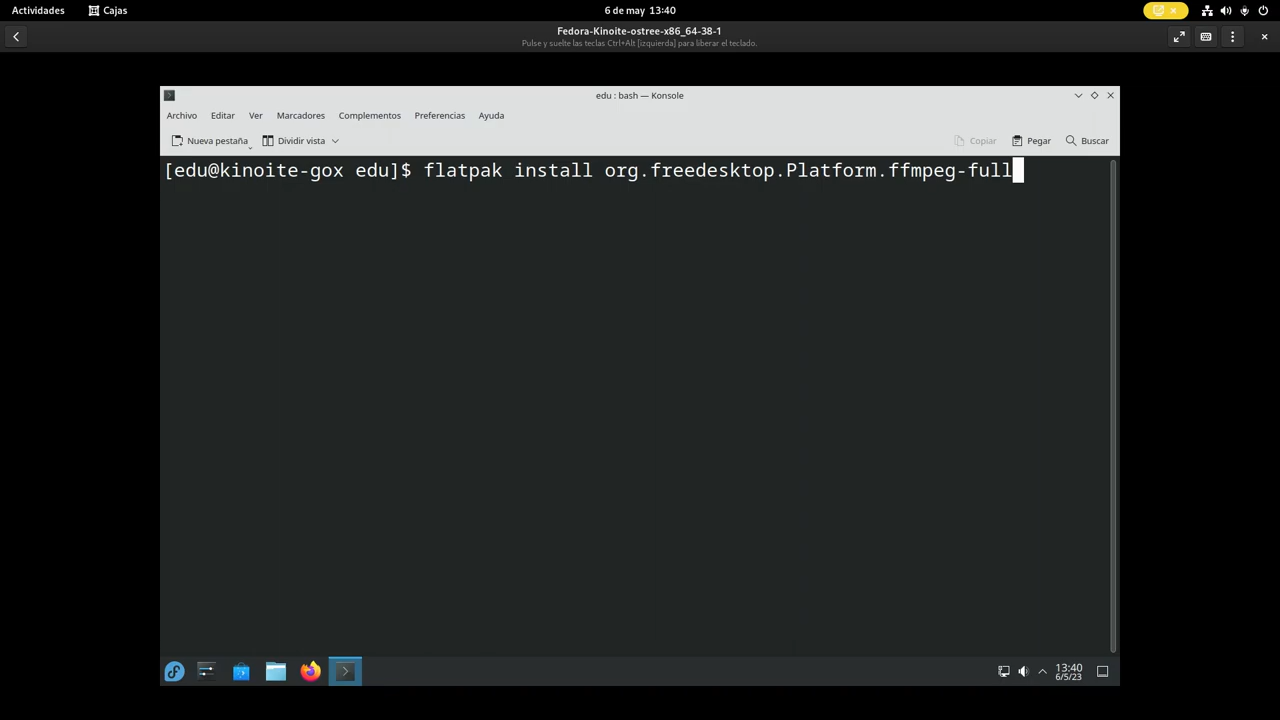 Actividades Cajas 6 de may 13:40
Fedora-Kinoite-ostree-x86_64-38-1
Pulse y suelte las teclas Ctrl+Alt [izquierda] para liberar el teclado.
edu : bash — Konsole
Archivo Editar Ver Marcadores Complementos Preferencias Ayuda
Nueva pestaña Dividir vista Copiar Pegar Buscar
[edu@kinoite-gox edu]$ flatpak install org.freedesktop.Platform.ffmpeg-full
13:40
6/5/23